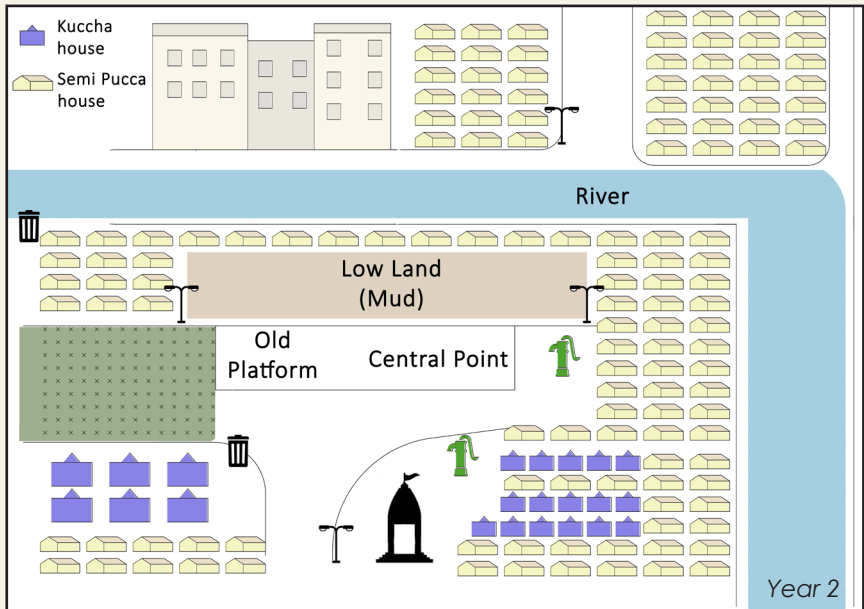 Kuccha
house
Semi Pucca
house
River
Low Land
(Mud)
Old
Platform
Central Point
Year 2